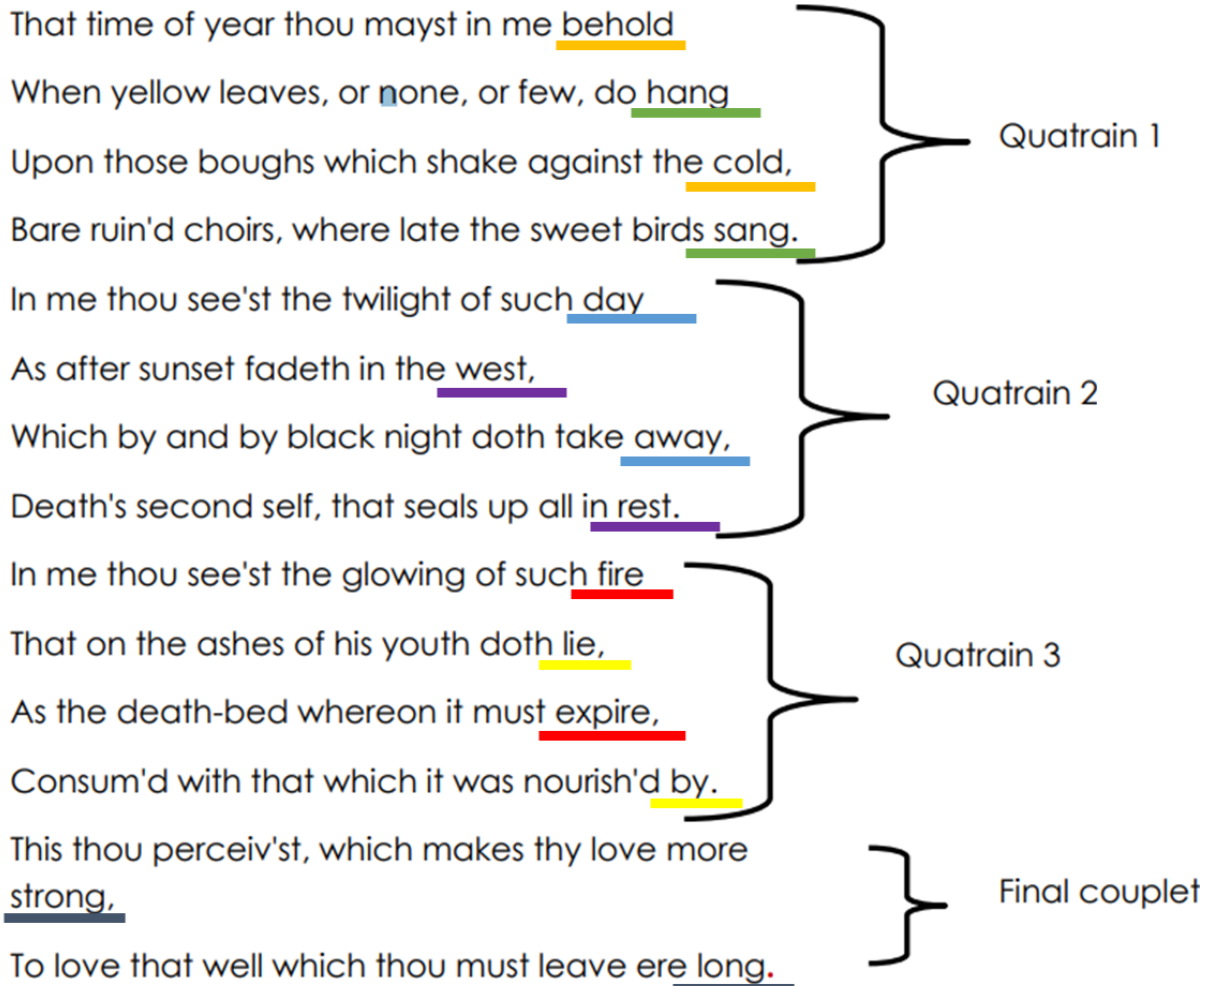 That time of year thou mayst in me behold
When yellow leaves, or none, or few, do hang
Upon those boughs which shake against the cold,
Bare ruin'd choirs, where late the sweet birds sang.
Quatrain 1
In me thou see'st the twilight of such day
As after sunset fadeth in the west,
Which by and by black night doth take away,
Death's second self, that seals up all in rest.
Quatrain 2
In me thou see'st the glowing of such fire
That on the ashes of his youth doth lie,
As the death-bed whereon it must expire,
Consum'd with that which it was nourish'd by.
Quatrain 3
This thou perceiv'st, which makes thy love more
strong,
To love that well which thou must leave ere long.
Final couplet